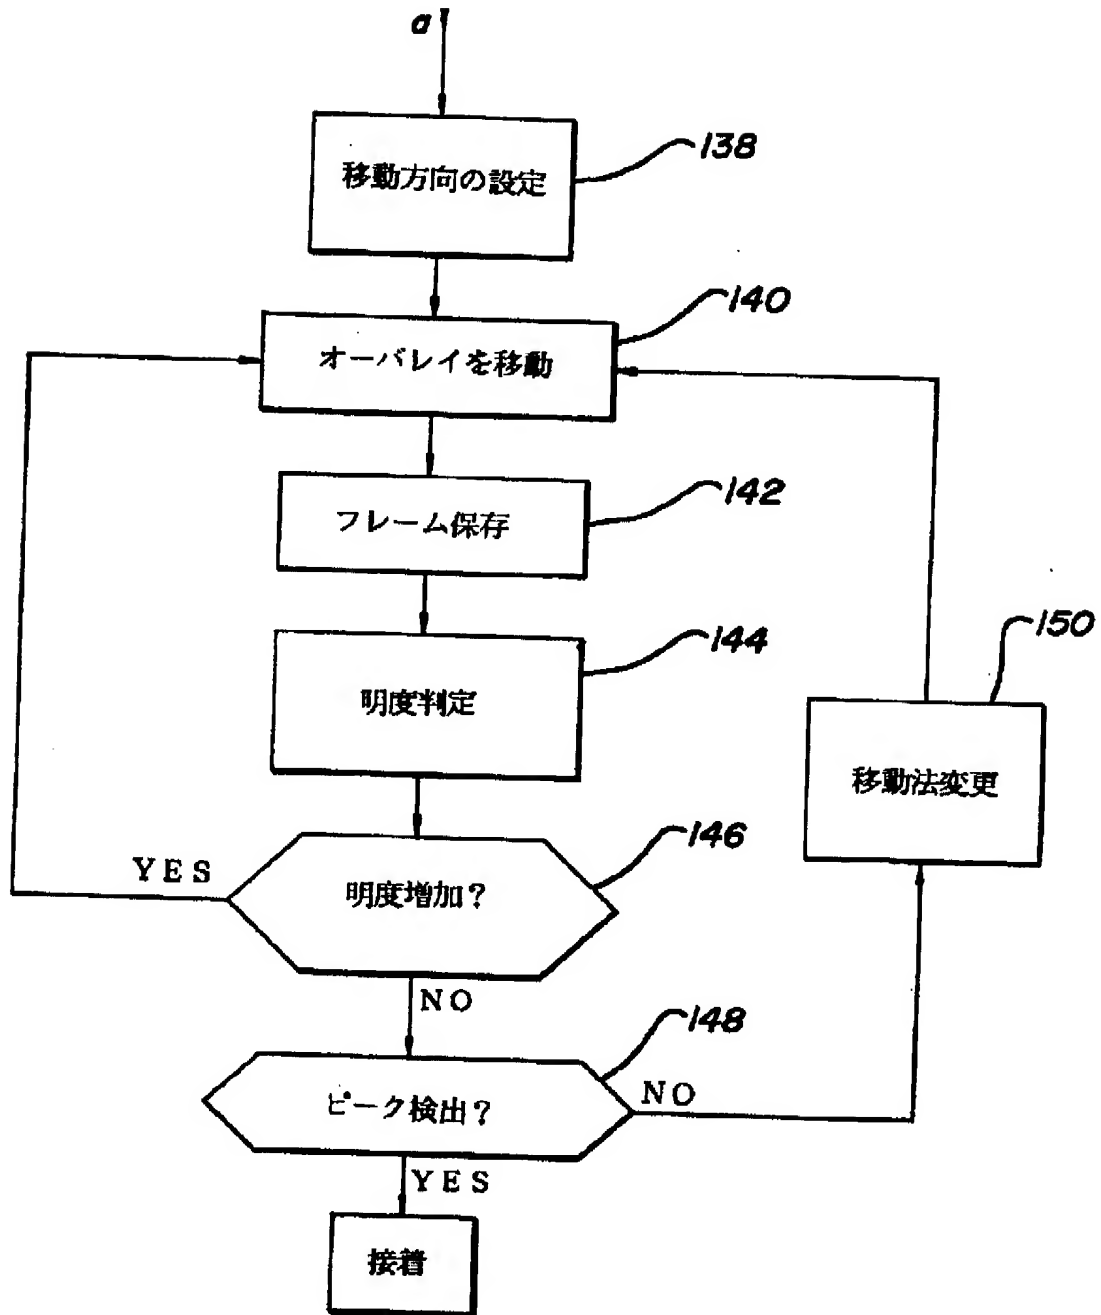 a
移動方向の設定
138
オーバレイを移動
140
フレーム保存
142
明度判定
144
移動法変更
150
明度増加?
146
YES
NO
ピーク検出?
148
NO
YES
接着